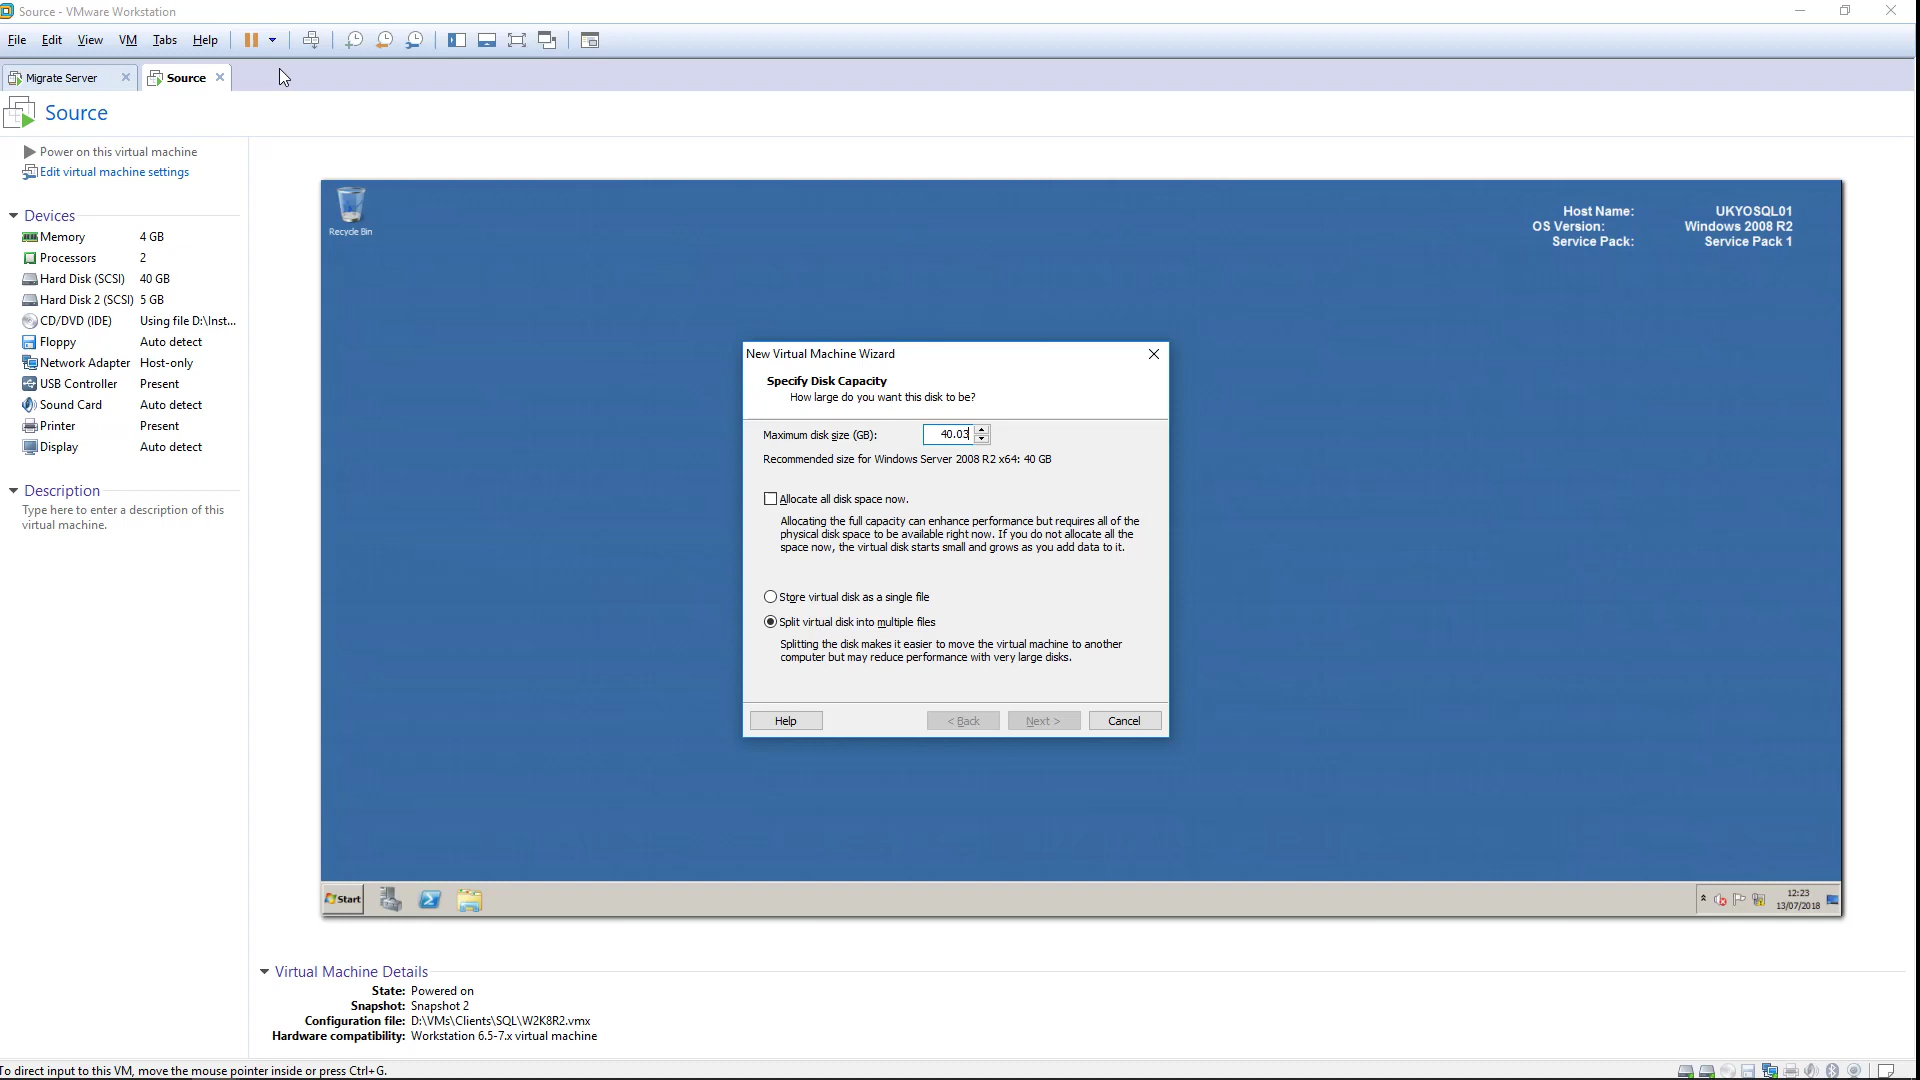 Source - VMware Workstation
File Edit View VM Tabs Help
Migrate Server
Source
Source
Power on this virtual machine
Edit virtual machine settings
Devices
Memory 4 GB
Processors 2
Hard Disk (SCSI) 40 GB
Hard Disk 2 (SCSI) 5 GB
CD/DVD (IDE) Using file D:\Inst...
Floppy Auto detect
Network Adapter Host-only
USB Controller Present
Sound Card Auto detect
Printer Present
Display Auto detect
Description
Type here to enter a description of this
virtual machine.
Recycle Bin
Host Name: UKYOSQL01
OS Version: Windows 2008 R2
Service Pack: Service Pack 1
New Virtual Machine Wizard
Specify Disk Capacity
How large do you want this disk to be?
Maximum disk size (GB): 40.03
Recommended size for Windows Server 2008 R2 x64: 40 GB
Allocate all disk space now.
Allocating the full capacity can enhance performance but requires all of the
physical disk space to be available right now. If you do not allocate all the
space now, the virtual disk starts small and grows as you add data to it.
Store virtual disk as a single file
Split virtual disk into multiple files
Splitting the disk makes it easier to move the virtual machine to another
computer but may reduce performance with very large disks.
Help < Back Next > Cancel
Start
12:23
13/07/2018
Virtual Machine Details
State: Powered on
Snapshot: Snapshot 2
Configuration file: D:\VMs\Clients\SQL\W2K8R2.vmx
Hardware compatibility: Workstation 6.5-7.x virtual machine
To direct input to this VM, move the mouse pointer inside or press Ctrl+G.